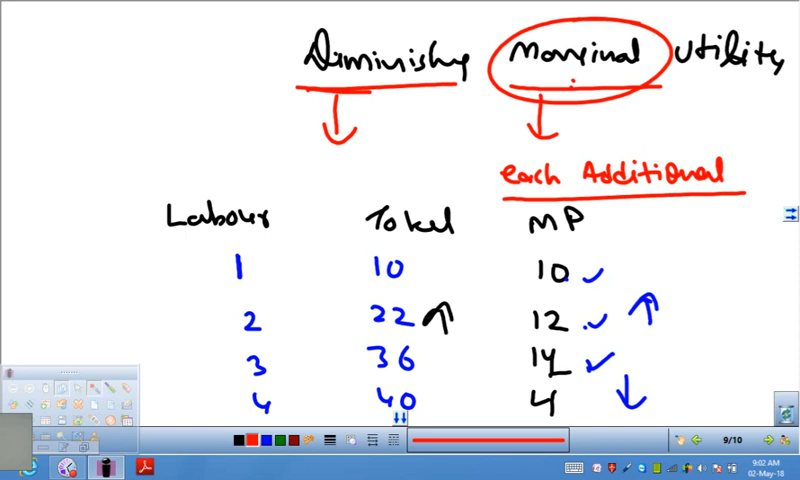 Diminishy Marginal Utility
each Additional
Labour Total MP
1 10 10
2 22 12
3 36 14
4 40 4
9/10
9:02 AM
02-May-18